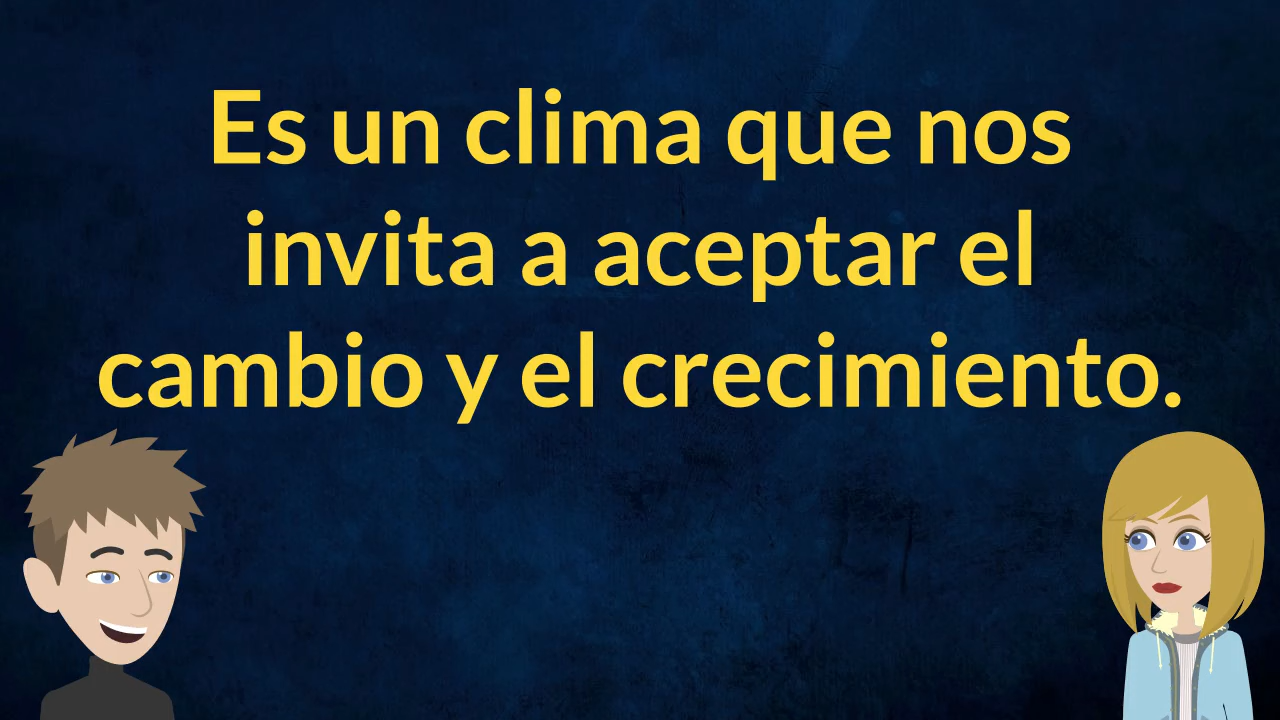 Es un clima que nos
invita a aceptar el
cambio y el crecimiento.